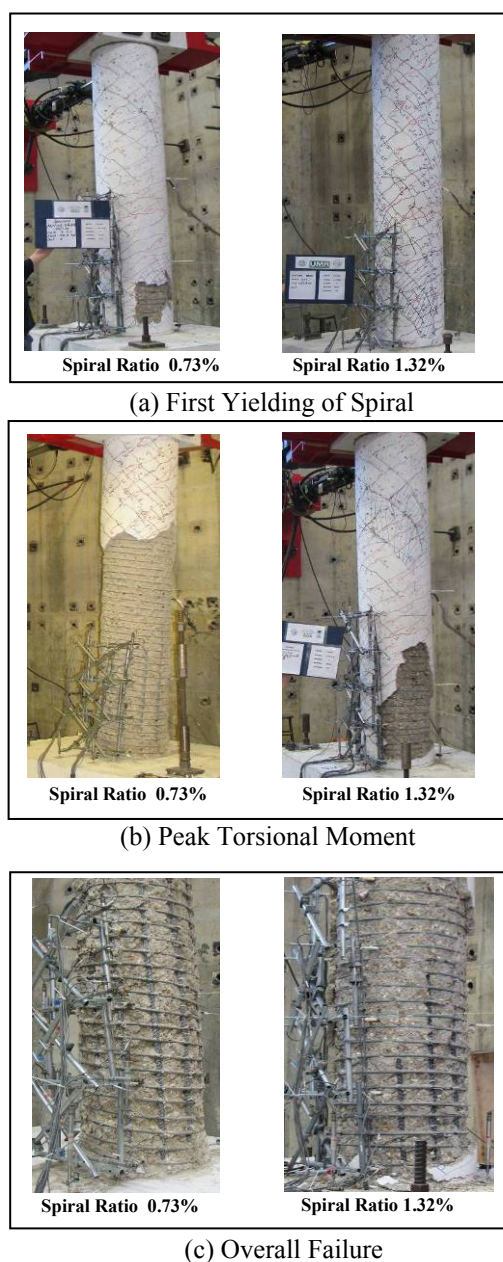 Spiral Ratio 0.73% Spiral Ratio 1.32%
(a) First Yielding of Spiral
Spiral Ratio 0.73% Spiral Ratio 1.32%
(b) Peak Torsional Moment
Spiral Ratio 0.73% Spiral Ratio 1.32%
(c) Overall Failure